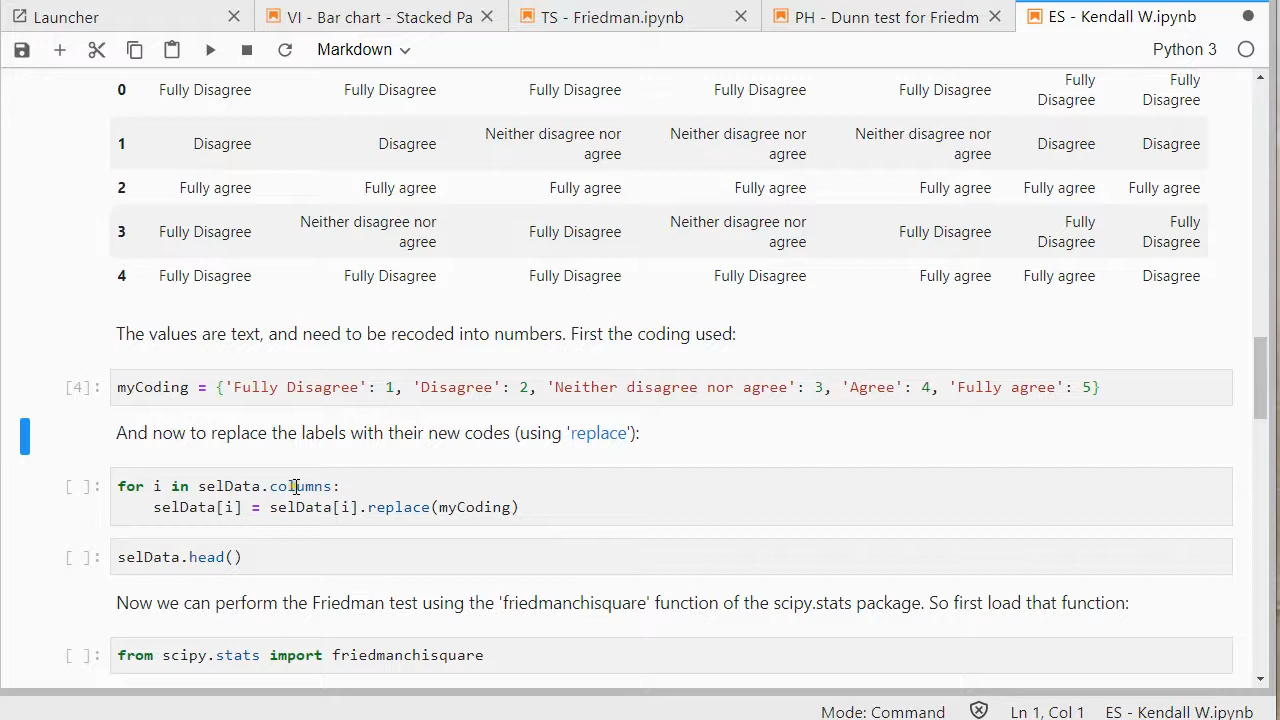 Launcher VI - Bar chart - Stacked Pa TS - Friedman.ipynb PH - Dunn test for Friedm ES - Kendall W.ipynb
Markdown Python 3
0 Fully Disagree Fully Disagree Fully Disagree Fully Disagree Fully Disagree Fully Disagree Fully Disagree
1 Disagree Disagree Neither disagree nor agree Neither disagree nor agree Neither disagree nor agree Disagree Disagree
2 Fully agree Fully agree Fully agree Fully agree Fully agree Fully agree Fully agree
3 Fully Disagree Neither disagree nor agree Fully Disagree Neither disagree nor agree Fully Disagree Fully Disagree Fully Disagree
4 Fully Disagree Fully Disagree Fully Disagree Fully Disagree Fully agree Fully agree Disagree
The values are text, and need to be recoded into numbers. First the coding used:
[4]: myCoding = {'Fully Disagree': 1, 'Disagree': 2, 'Neither disagree nor agree': 3, 'Agree': 4, 'Fully agree': 5}
And now to replace the labels with their new codes (using 'replace'):
[ ]: for i in selData.columns:
selData[i] = selData[i].replace(myCoding)
[ ]: selData.head()
Now we can perform the Friedman test using the 'friedmanchisquare' function of the scipy.stats package. So first load that function:
[ ]: from scipy.stats import friedmanchisquare
Mode: Command Ln 1, Col 1 ES - Kendall W.ipynb